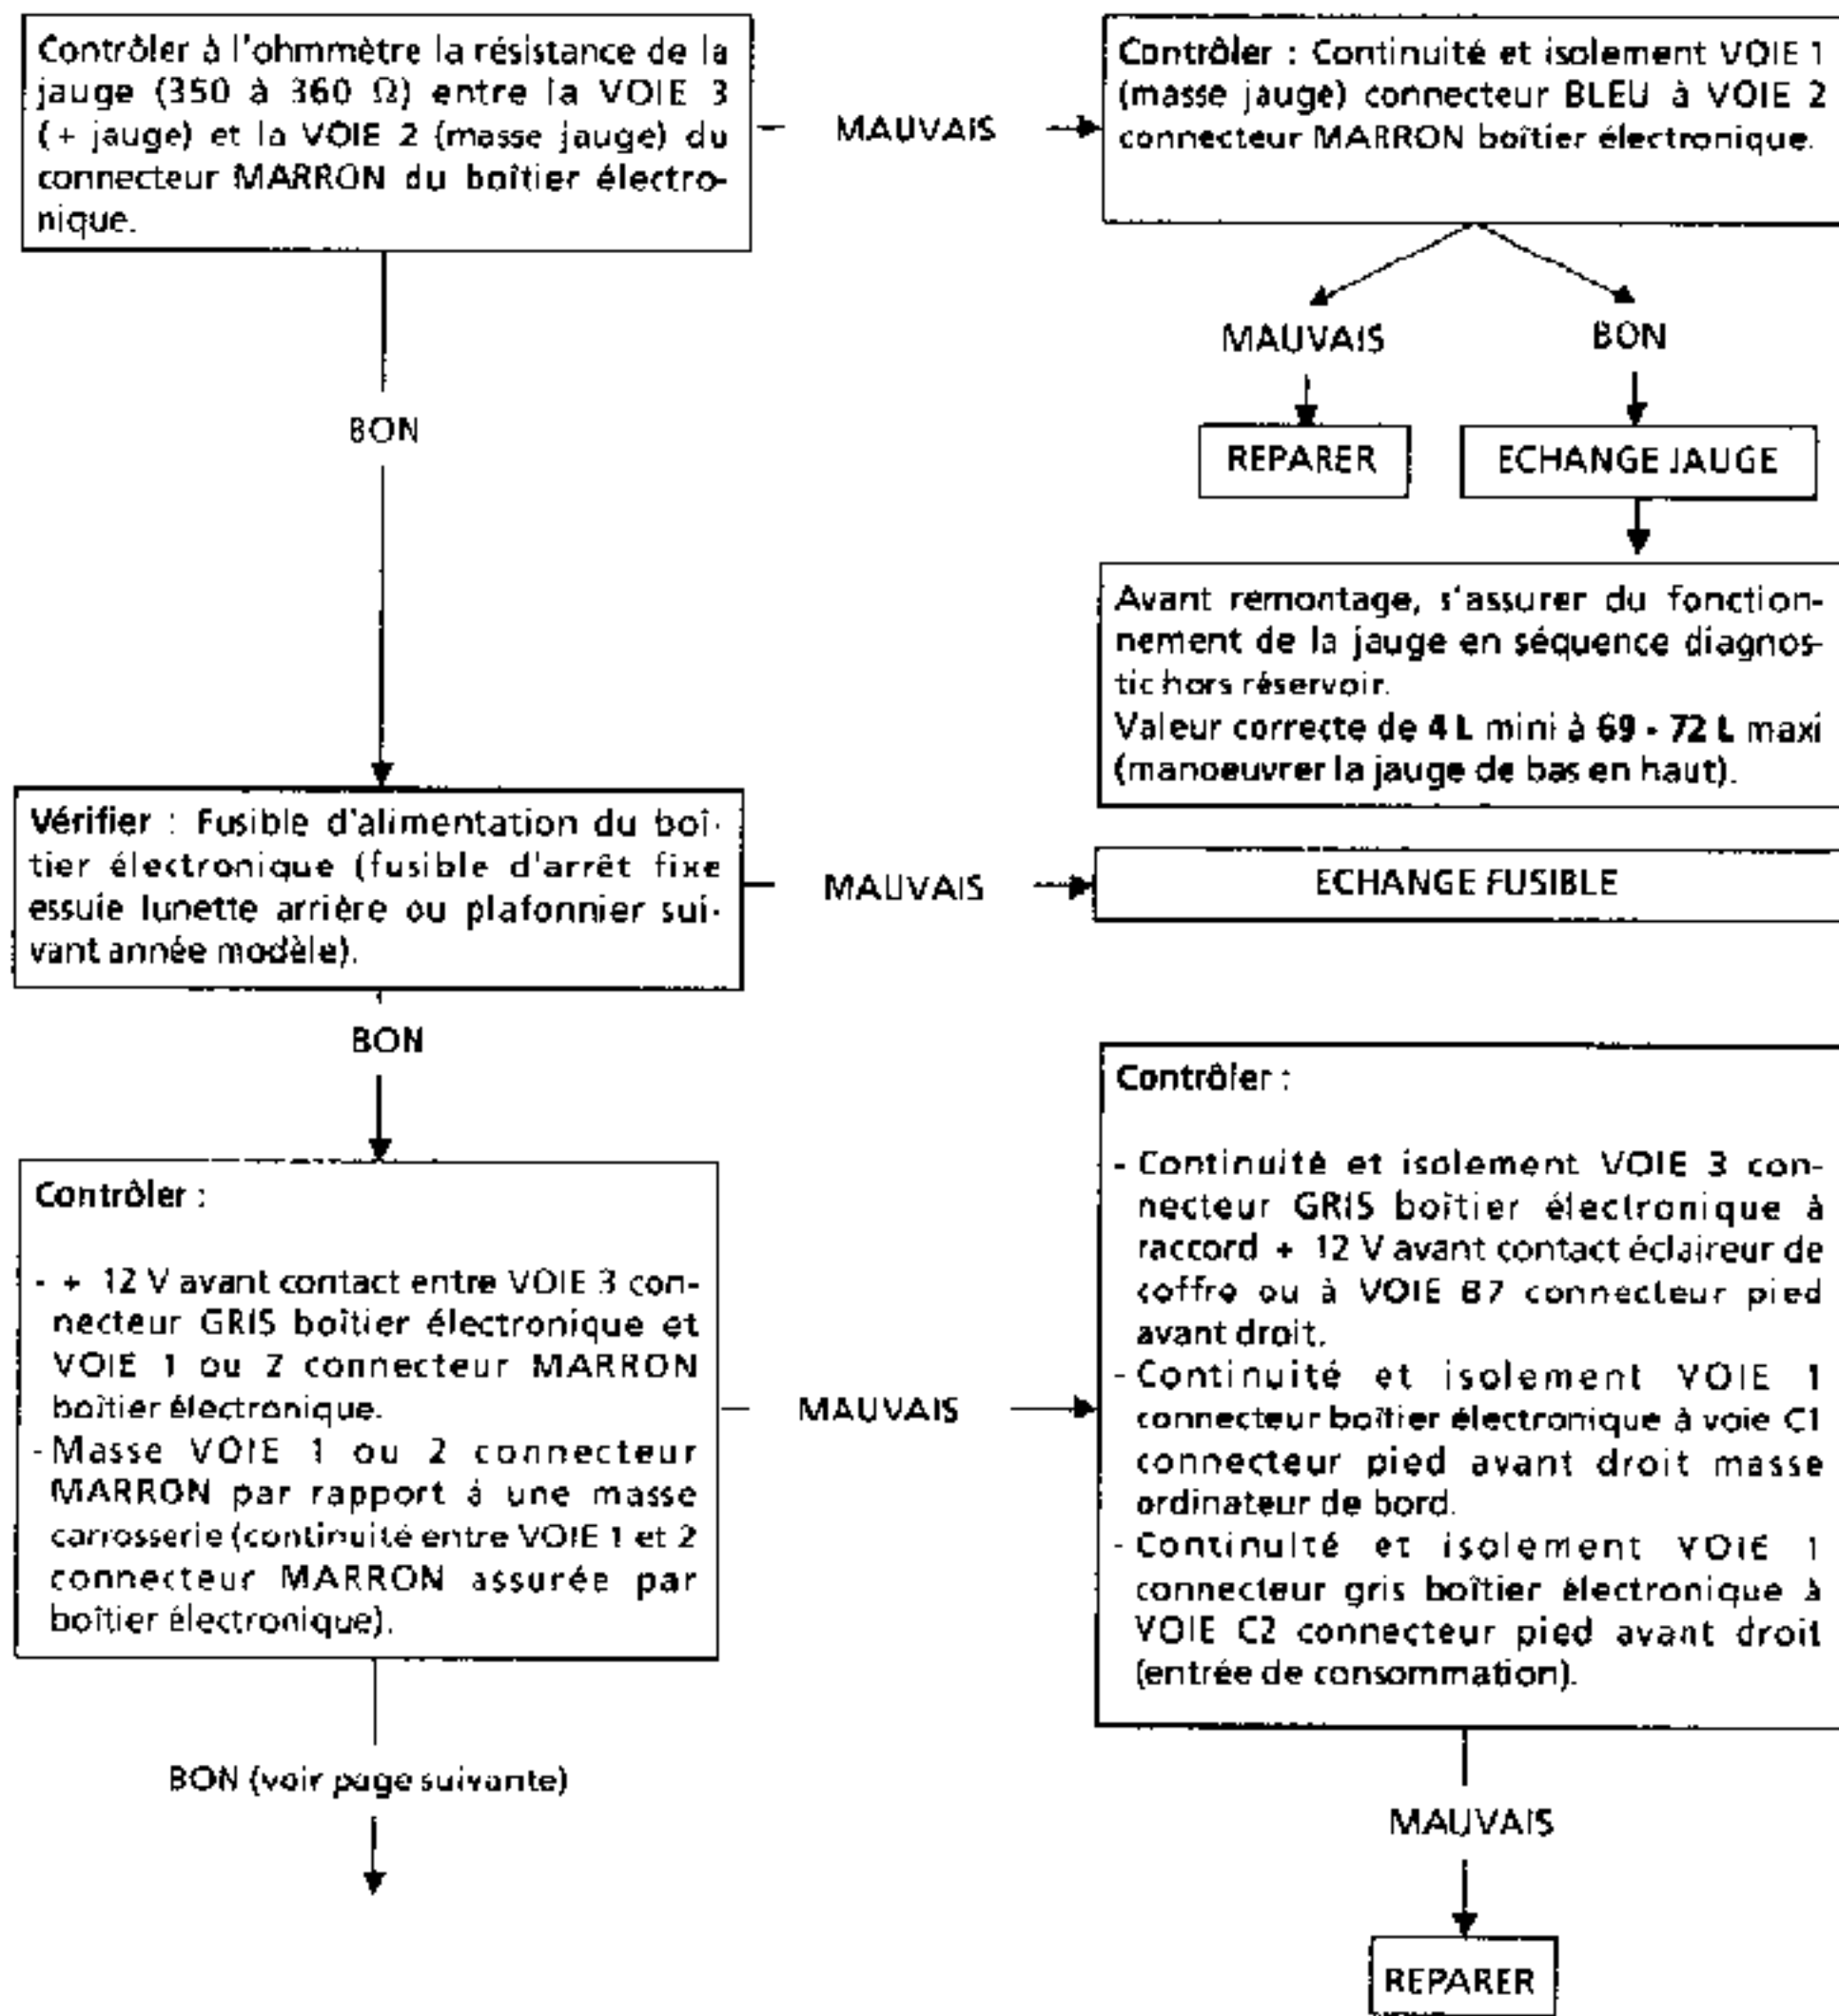 Contrôler à l'ohmmètre la résistance de la
jauge (350 à 360 Ω) entre la VOIE 3
(+ jauge) et la VOIE 2 (masse jauge) du
connecteur MARRON du boîtier électro-
nique.
MAUVAIS
Contrôler : Continuité et isolement VOIE 1
(masse jauge) connecteur BLEU à VOIE 2
connecteur MARRON boîtier électronique.
MAUVAIS
BON
BON
REPARER
ECHANGE JAUGE
Avant remontage, s'assurer du fonction-
nement de la jauge en séquence diagnos-
tic hors réservoir.
Valeur correcte de 4 L mini à 69 - 72 L maxi
(manoeuvrer la jauge de bas en haut).
Vérifier : Fusible d'alimentation du boî-
tier électronique (fusible d'arrêt fixe
essuie lunette arrière ou plafonnier sui-
vant année modèle).
MAUVAIS
ECHANGE FUSIBLE
BON
Contrôler :
- + 12 V avant contact entre VOIE 3 con-
necteur GRIS boîtier électronique et
VOIE 1 ou 2 connecteur MARRON
boîtier électronique.
- Masse VOIE 1 ou 2 connecteur
MARRON par rapport à une masse
carrosserie (continuité entre VOIE 1 et 2
connecteur MARRON assurée par
boîtier électronique).
MAUVAIS
Contrôler :
- Continuité et isolement VOIE 3 con-
necteur GRIS boîtier électronique à
raccord + 12 V avant contact éclaireur de
coffre ou à VOIE B7 connecteur pied
avant droit.
- Continuité et isolement VOIE 1
connecteur boîtier électronique à voie C1
connecteur pied avant droit masse
ordinateur de bord.
- Continuité et isolement VOIE 1
connecteur gris boîtier électronique à
VOIE C2 connecteur pied avant droit
(entrée de consommation).
BON (voir page suivante)
MAUVAIS
REPARER